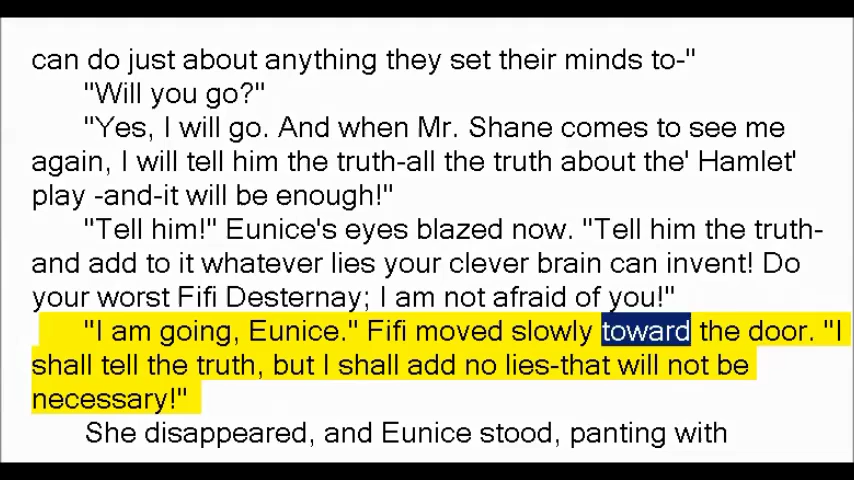 can do just about anything they set their minds to-"
"Will you go?"
"Yes, I will go. And when Mr. Shane comes to see me
again, I will tell him the truth-all the truth about the' Hamlet'
play -and-it will be enough!"
"Tell him!" Eunice's eyes blazed now. "Tell him the truth-
and add to it whatever lies your clever brain can invent! Do
your worst Fifi Desternay; I am not afraid of you!"
"I am going, Eunice." Fifi moved slowly toward the door. "I
shall tell the truth, but I shall add no lies-that will not be
necessary!"
She disappeared, and Eunice stood, panting with